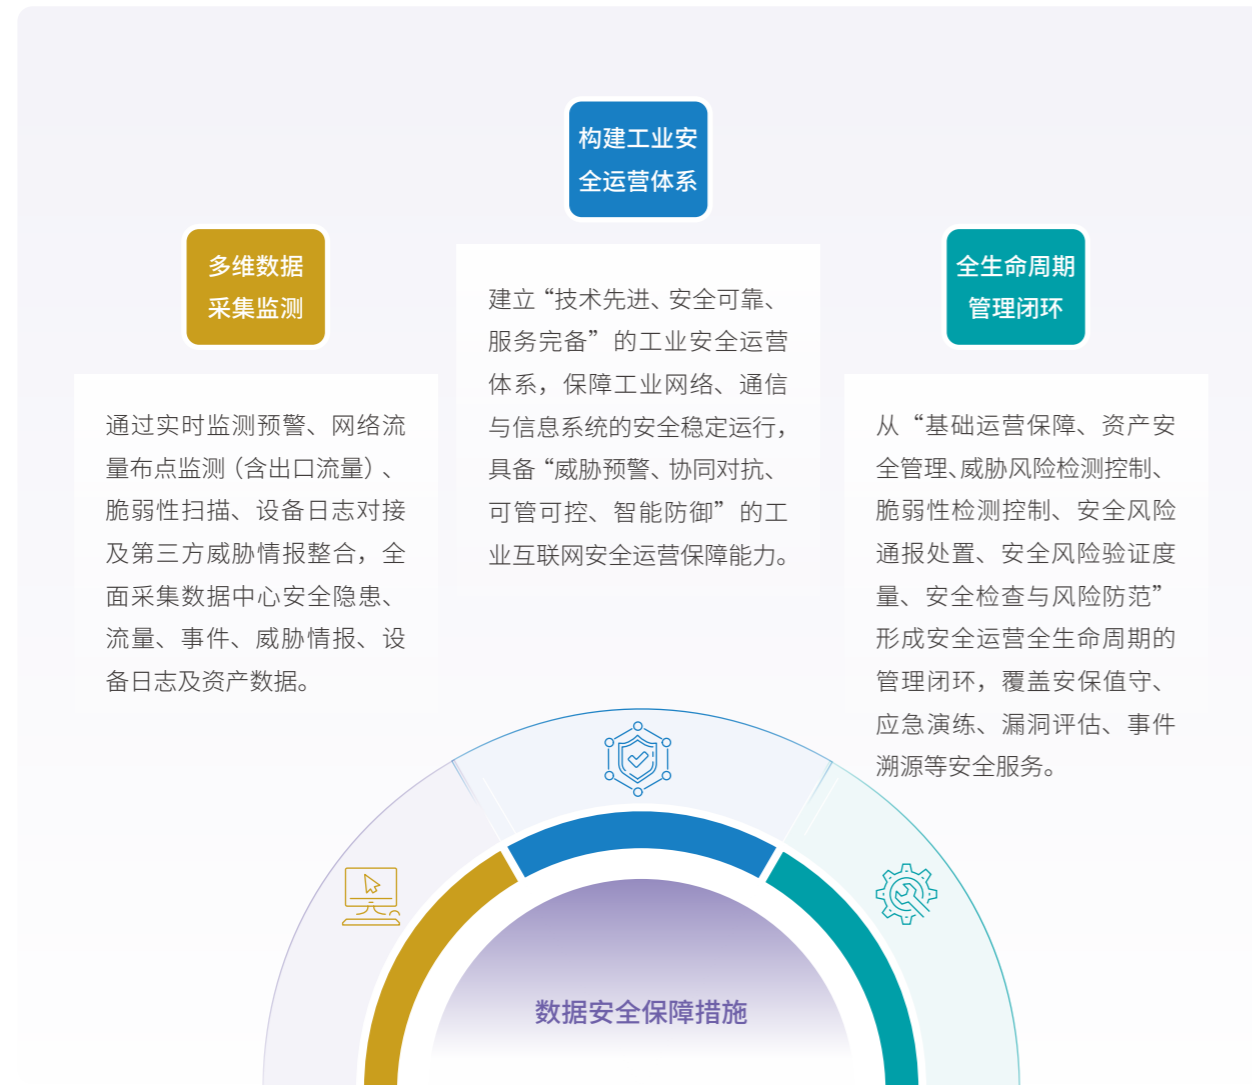 构建工业安
全运营体系
建立“技术先进、安全可靠、
服务完备”的工业安全运营
体系，保障工业网络、通信
与信息系统的安全稳定运行，
具备“威胁预警、协同对抗、
可管可控、智能防御”的工
业互联网安全运营保障能力。
多维数据
采集监测
通过实时监测预警、网络流
量布点监测（含出口流量）、
脆弱性扫描、设备日志对接
及第三方威胁情报整合，全
面采集数据中心安全隐患、
流量、事件、威胁情报、设
备日志及资产数据。
全生命周期
管理闭环
从“基础运营保障、资产安
全管理、威胁风险检测控制、
脆弱性检测控制、安全风险
通报处置、安全风险验证度
量、安全检查与风险防范”
形成安全运营全生命周期的
管理闭环，覆盖安保值守、
应急演练、漏洞评估、事件
溯源等安全服务。
数据安全保障措施